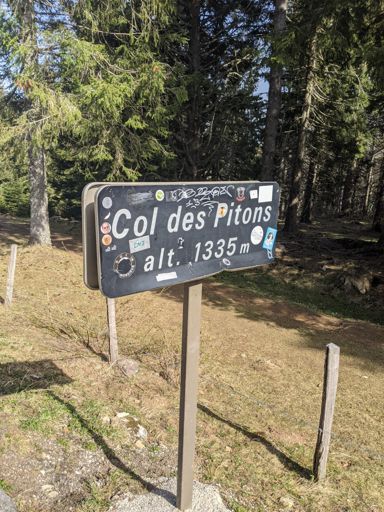 Col des Pitons
alt. 1335 m